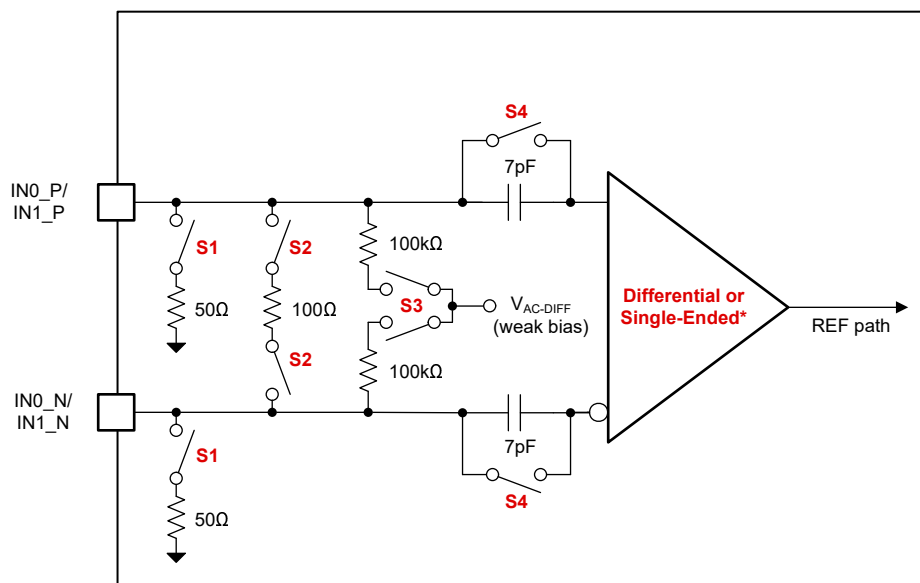 S4
7pF
IN0_P/
IN1_P
S1
S2
100kΩ
50Ω
100Ω
S3
V_AC-DIFF
(weak bias)
Differential or
Single-Ended*
REF path
S2
100kΩ
IN0_N/
IN1_N
7pF
S1
S4
50Ω